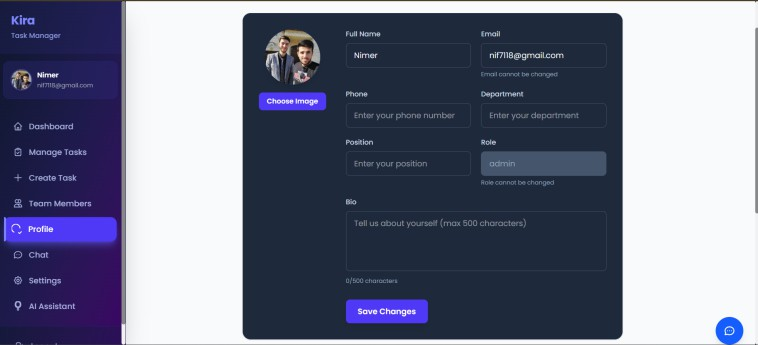 Kira
Task Manager
Nimer
nif7118@gmail.com
Dashboard
Manage Tasks
Create Task
Team Members
Profile
Chat
Settings
AI Assistant
Choose Image
Full Name
Nimer
Email
nif7118@gmail.com
Email cannot be changed
Phone
Enter your phone number
Department
Enter your department
Position
Enter your position
Role
admin
Role cannot be changed
Bio
Tell us about yourself (max 500 characters)
0/500 characters
Save Changes